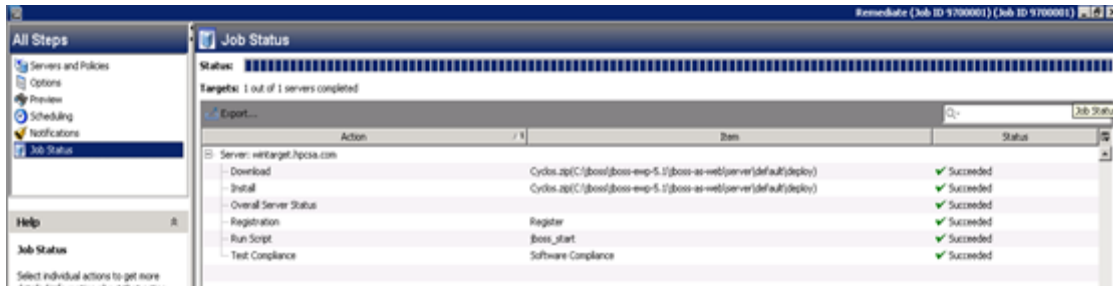 Remediate (Job ID 9700001) (Job ID 9700001)
All Steps
Servers and Policies
Options
Preview
Scheduling
Notifications
Job Status
Help
Job Status
Select individual actions to get more
Job Status
Status:
Targets: 1 out of 1 servers completed
Export...
Job Statu
Action Item Status
Server: wintarget.hpcsa.com
Download Cyclos.zip(C:\jboss\jboss-ewp-5.1\jboss-as-web\server\default\deploy) Succeeded
Install Cyclos.zip(C:\jboss\jboss-ewp-5.1\jboss-as-web\server\default\deploy) Succeeded
Overall Server Status Succeeded
Registration Register Succeeded
Run Script jboss_start Succeeded
Test Compliance Software Compliance Succeeded